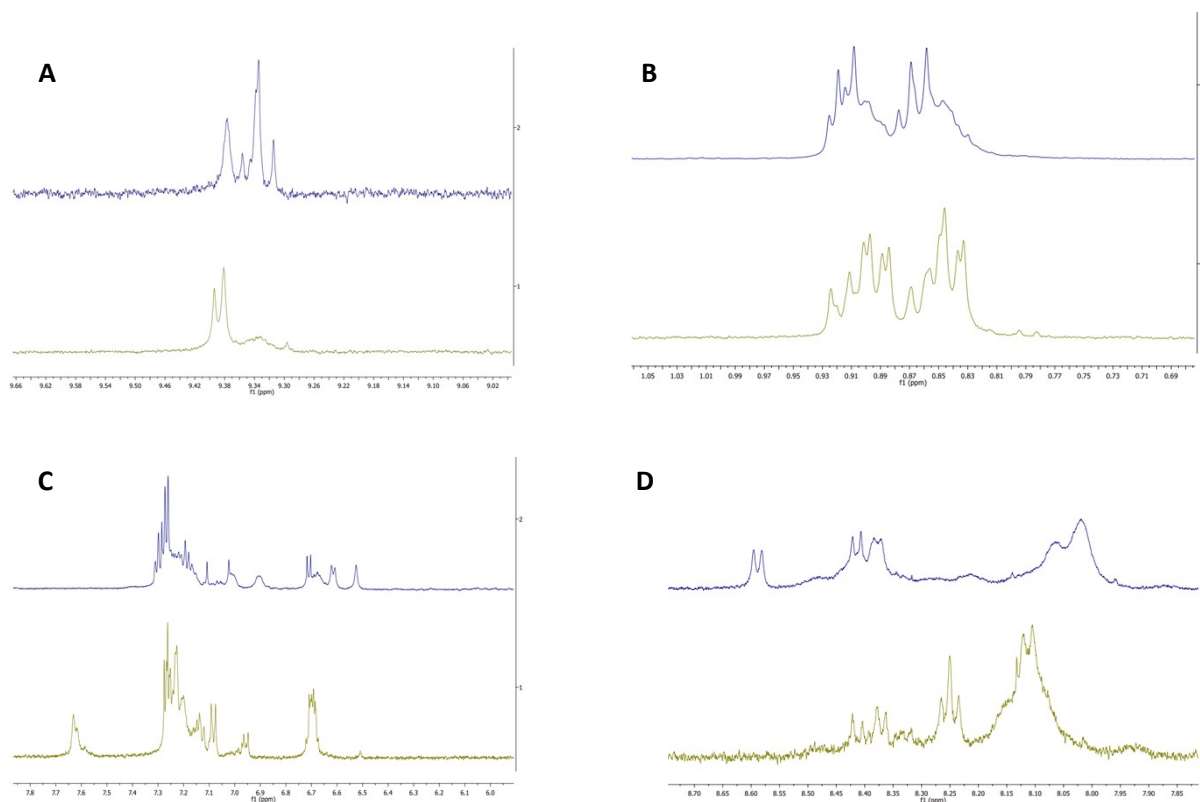 A
2
1
9.66 9.62 9.58 9.54 9.50 9.46 9.42 9.38 9.34 9.30 9.26 9.22 9.18 9.14 9.10 9.06 9.02
f1 (ppm)
B
1.05 1.03 1.01 0.99 0.97 0.95 0.93 0.91 0.89 0.87 0.85 0.83 0.81 0.79 0.77 0.75 0.73 0.71 0.69
f1 (ppm)
C
2
1
7.8 7.7 7.6 7.5 7.4 7.3 7.2 7.1 7.0 6.9 6.8 6.7 6.6 6.5 6.4 6.3 6.2 6.1 6.0
f1 (ppm)
D
8.70 8.65 8.60 8.55 8.50 8.45 8.40 8.35 8.30 8.25 8.20 8.15 8.10 8.05 8.00 7.95 7.90 7.85
f1 (ppm)